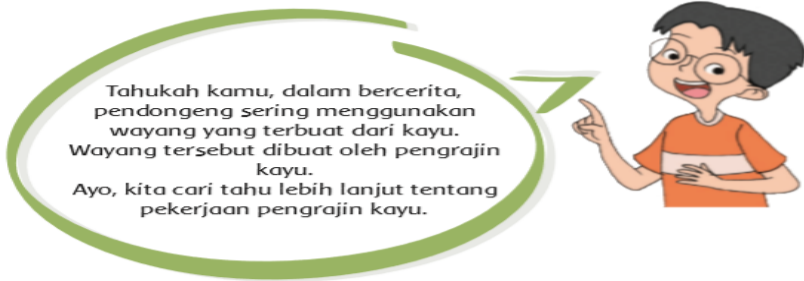 Tahukah kamu, dalam bercerita,
pendongeng sering menggunakan
wayang yang terbuat dari kayu.
Wayang tersebut dibuat oleh pengrajin
kayu.
Ayo, kita cari tahu lebih lanjut tentang
pekerjaan pengrajin kayu.